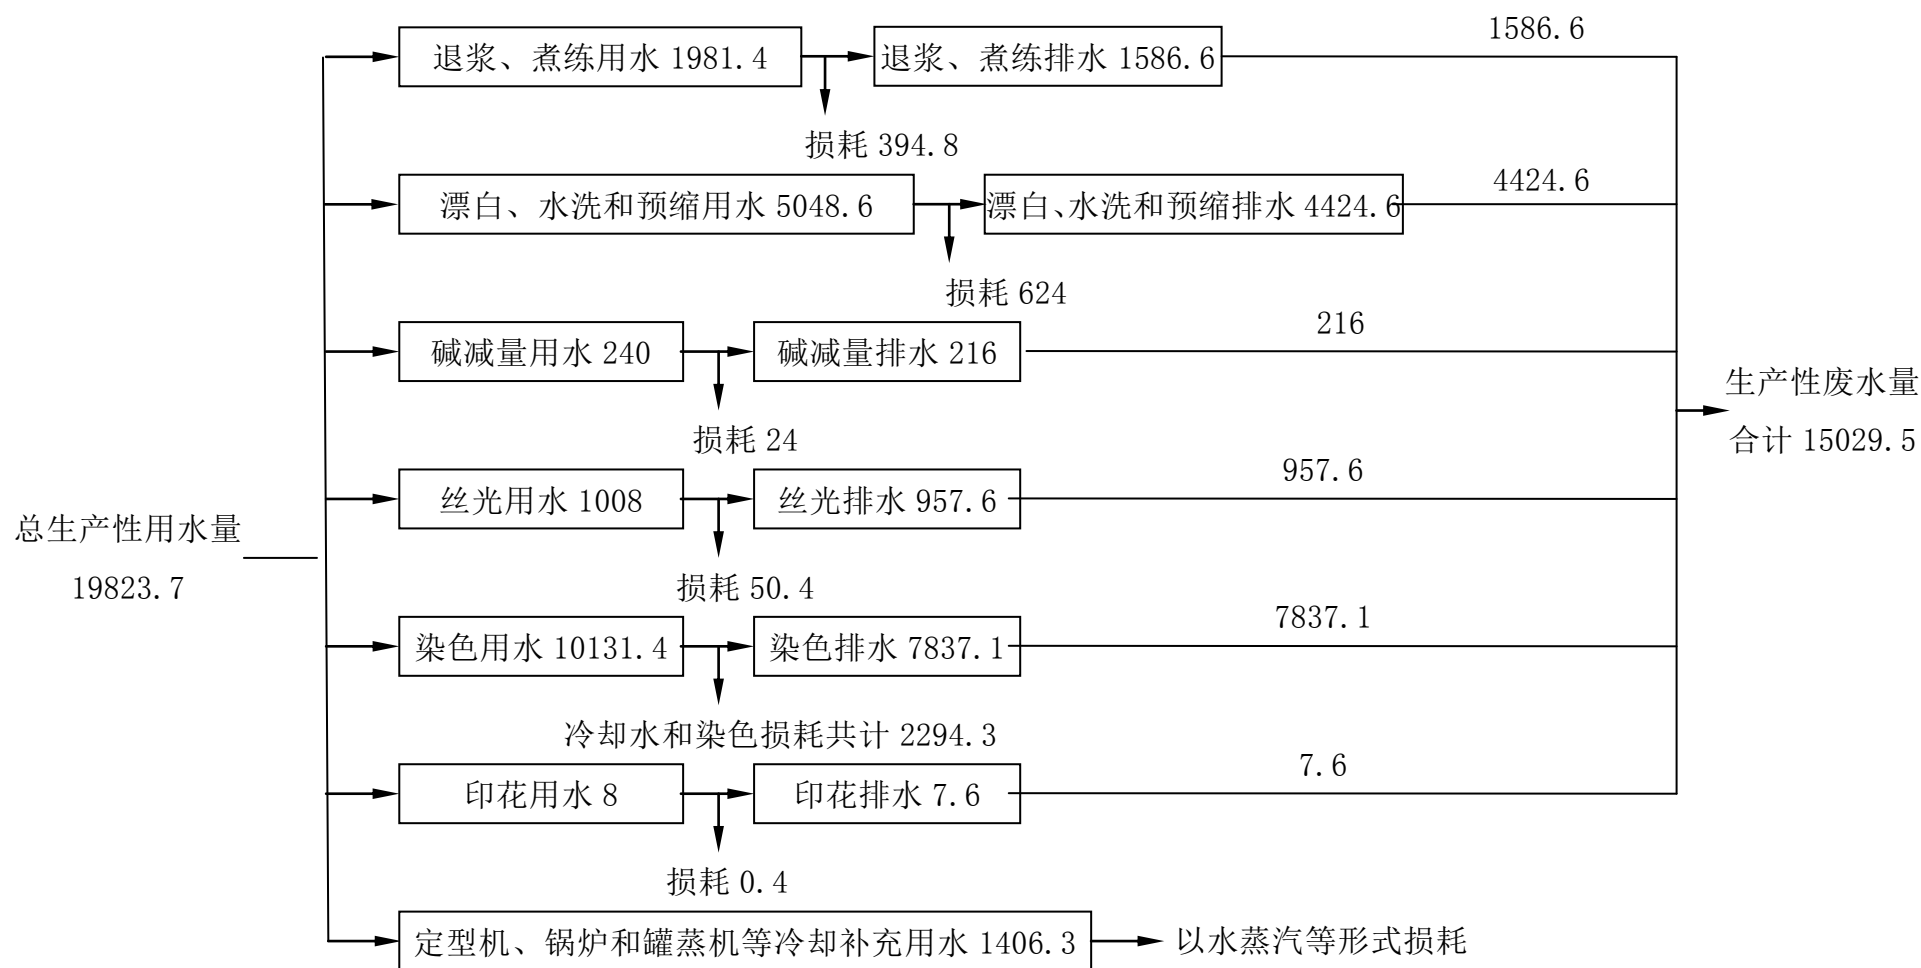 1586.6
退浆、煮练用水 1981.4
退浆、煮练排水 1586.6
损耗 394.8
4424.6
漂白、水洗和预缩用水 5048.6
漂白、水洗和预缩排水 4424.6
损耗 624
216
碱减量用水 240
碱减量排水 216
生产性废水量
合计 15029.5
损耗 24
957.6
丝光用水 1008
丝光排水 957.6
总生产性用水量
19823.7
损耗 50.4
7837.1
染色用水 10131.4
染色排水 7837.1
冷却水和染色损耗共计 2294.3
7.6
印花用水 8
印花排水 7.6
损耗 0.4
定型机、锅炉和罐蒸机等冷却补充用水 1406.3
以水蒸汽等形式损耗